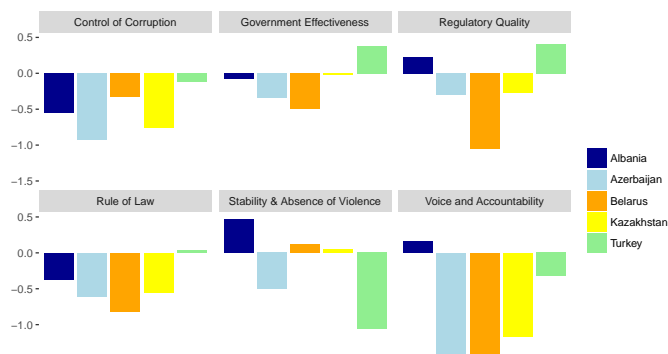 Control of Corruption
Government Effectiveness
Regulatory Quality
0.5
0.0
−0.5
−1.0
−1.5
Rule of Law
Stability & Absence of Violence
Voice and Accountability
0.5
0.0
−0.5
−1.0
Albania
Azerbaijan
Belarus
Kazakhstan
Turkey